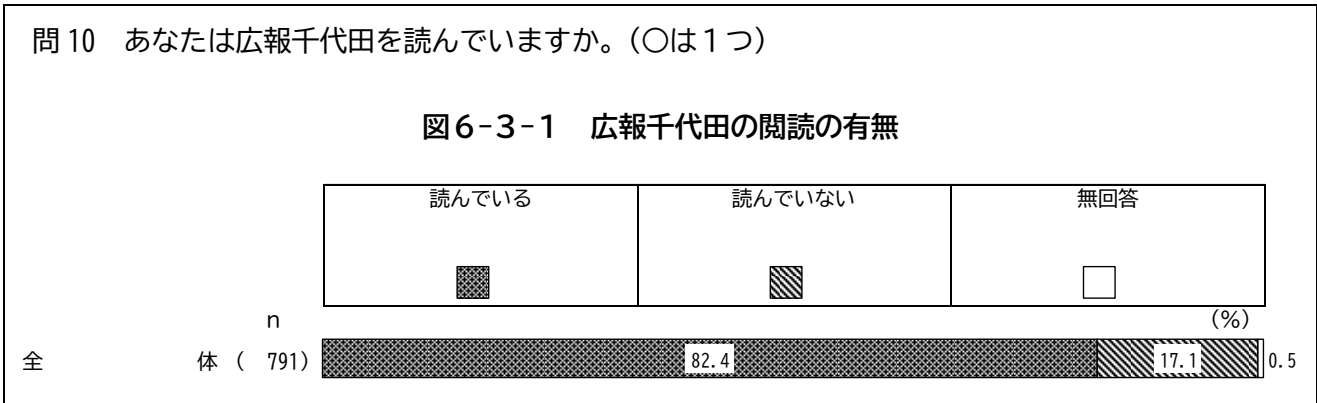 問10　あなたは広報千代田を読んでいますか。（○は１つ）
図６-３-１　広報千代田の閲読の有無
読んでいる　読んでいない　無回答
n　(%)
全　体（　791）　82.4　17.1　0.5